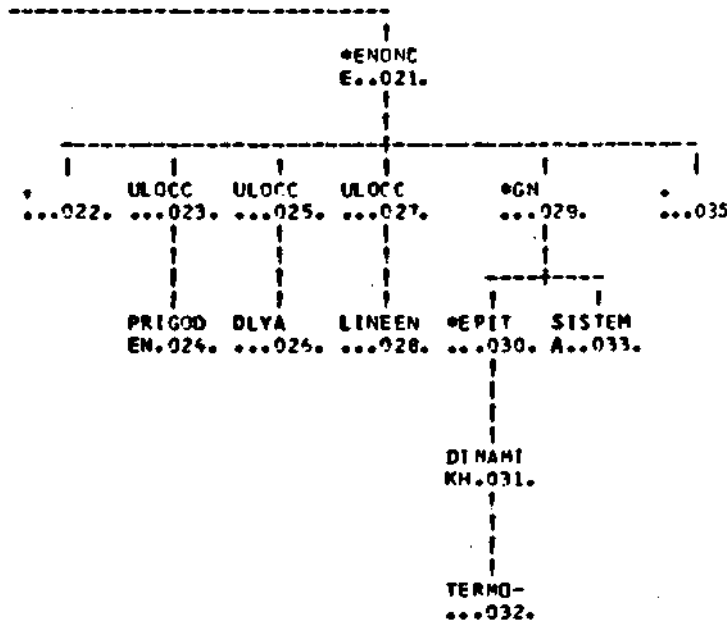 *ENONC
E..021.
* ULOCC ULOCC ULOCC *GN *
...022. ...023. ...025. ...027. ...029. ...035
PRIGOD DLYA LINEEN *EPIT SISTEM
EN.024. ...026. ...028. ...030. A..033.
DINAMI
KH.031.
TERMO-
...032.